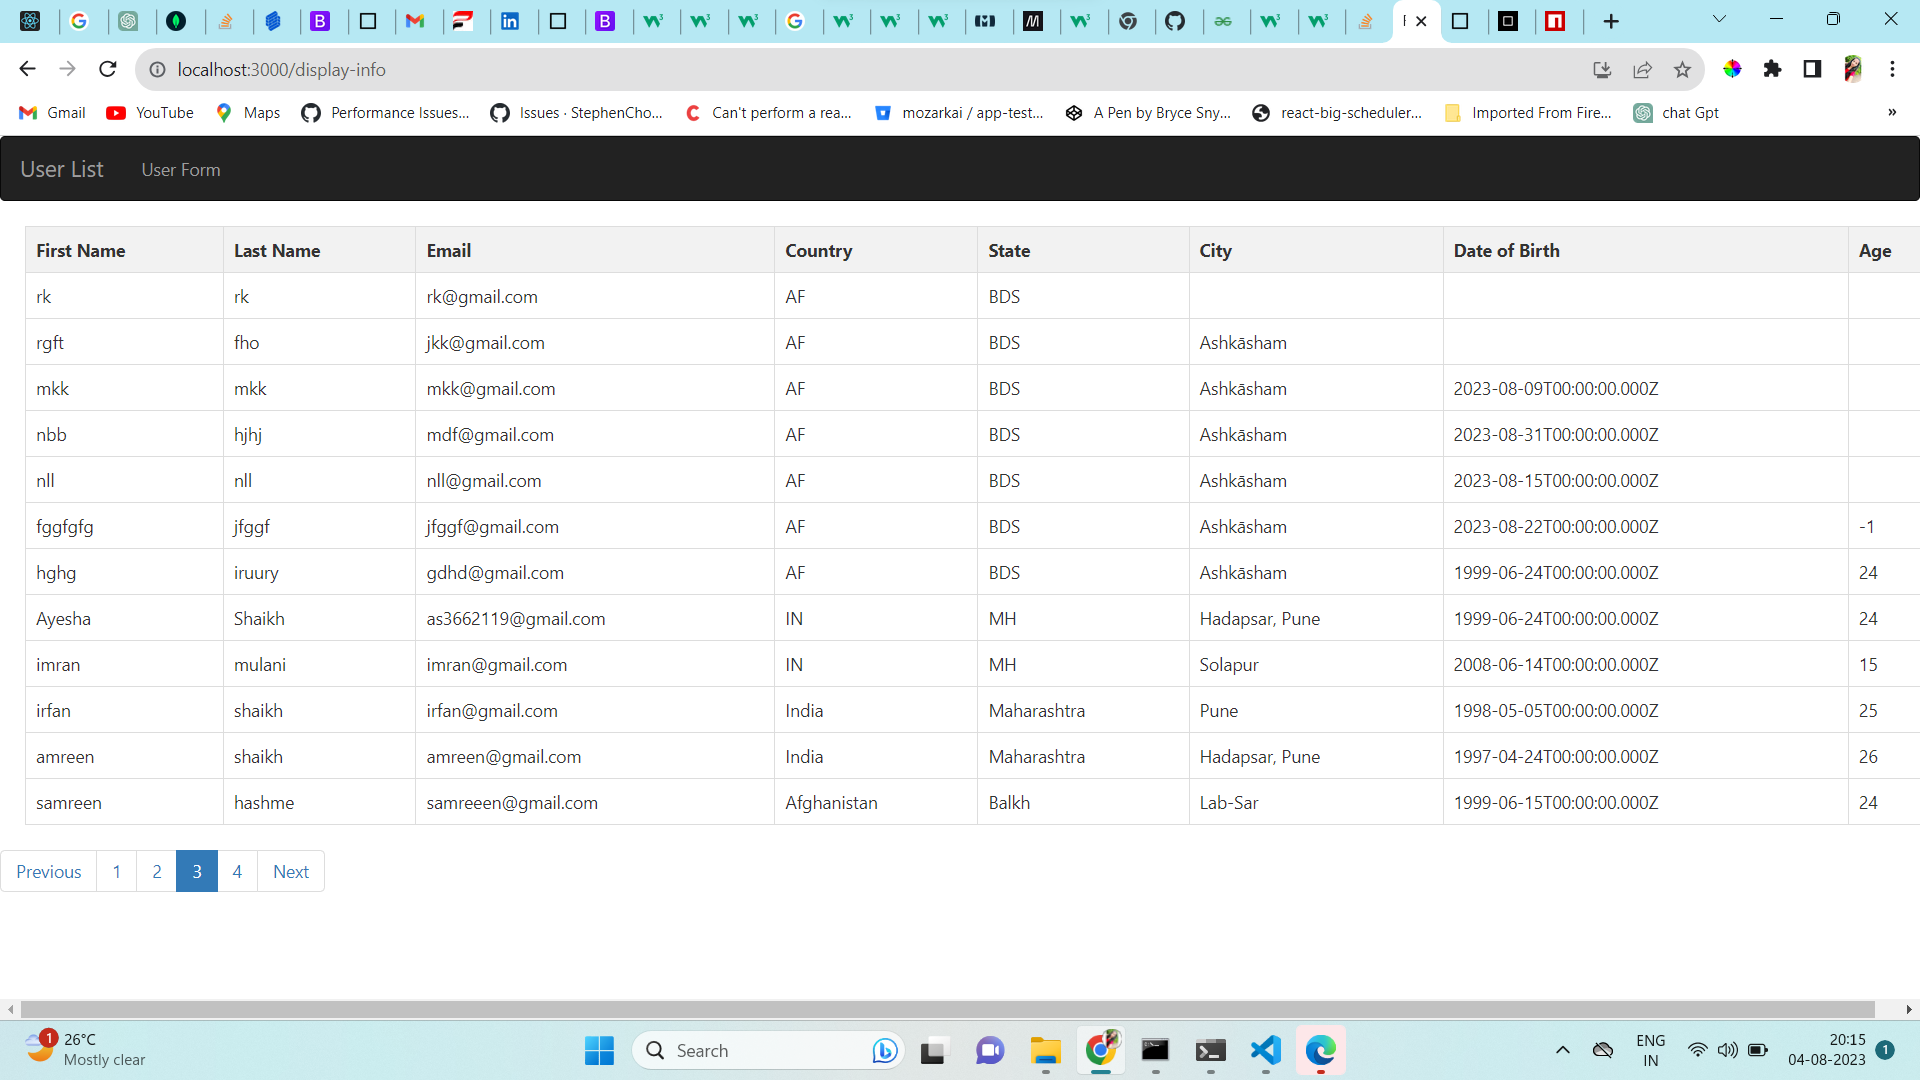 localhost:3000/display-info
Gmail YouTube Maps Performance Issues... Issues · StephenCho... Can't perform a rea... mozarkai / app-test... A Pen by Bryce Sny... react-big-scheduler... Imported From Fire... chat Gpt »
User List User Form
First Name Last Name Email Country State City Date of Birth Age
rk rk rk@gmail.com AF BDS
rgft fho jkk@gmail.com AF BDS Ashkāsham
mkk mkk mkk@gmail.com AF BDS Ashkāsham 2023-08-09T00:00:00.000Z
nbb hjhj mdf@gmail.com AF BDS Ashkāsham 2023-08-31T00:00:00.000Z
nll nll nll@gmail.com AF BDS Ashkāsham 2023-08-15T00:00:00.000Z
fggfgfg jfggf jfggf@gmail.com AF BDS Ashkāsham 2023-08-22T00:00:00.000Z -1
hghg iruury gdhd@gmail.com AF BDS Ashkāsham 1999-06-24T00:00:00.000Z 24
Ayesha Shaikh as3662119@gmail.com IN MH Hadapsar, Pune 1999-06-24T00:00:00.000Z 24
imran mulani imran@gmail.com IN MH Solapur 2008-06-14T00:00:00.000Z 15
irfan shaikh irfan@gmail.com India Maharashtra Pune 1998-05-05T00:00:00.000Z 25
amreen shaikh amreen@gmail.com India Maharashtra Hadapsar, Pune 1997-04-24T00:00:00.000Z 26
samreen hashme samreeen@gmail.com Afghanistan Balkh Lab-Sar 1999-06-15T00:00:00.000Z 24
Previous 1 2 3 4 Next
1 26°C
Mostly clear
Search
ENG
IN
20:15
04-08-2023
1